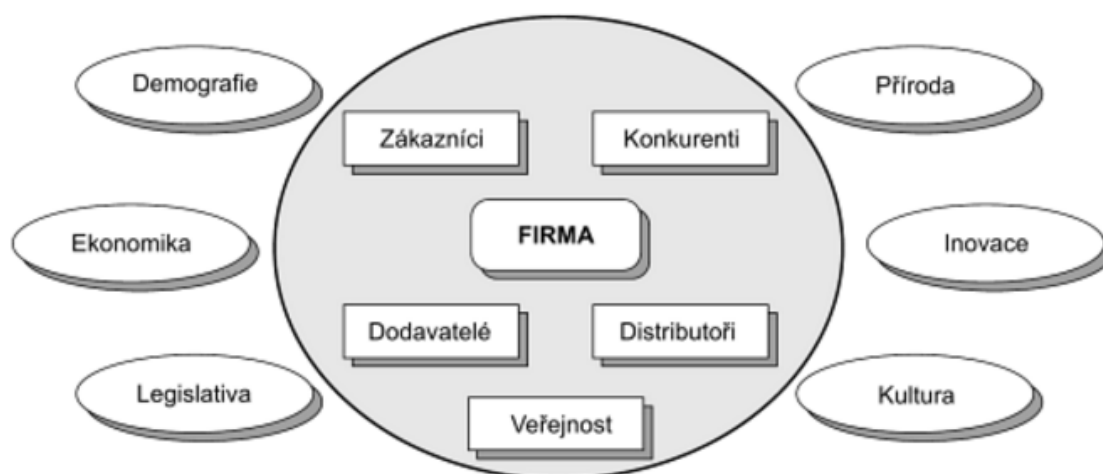 Demografie
Příroda
Zákazníci
Konkurenti
FIRMA
Ekonomika
Inovace
Dodavatelé
Distributoři
Legislativa
Kultura
Veřejnost